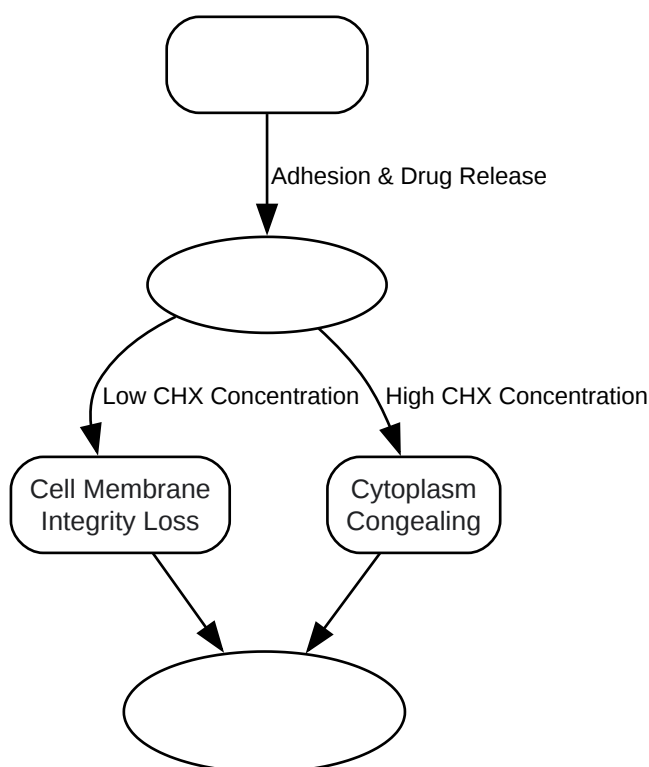 Adhesion & Drug Release
Low CHX Concentration
High CHX Concentration
Cell Membrane
Integrity Loss
Cytoplasm
Congealing